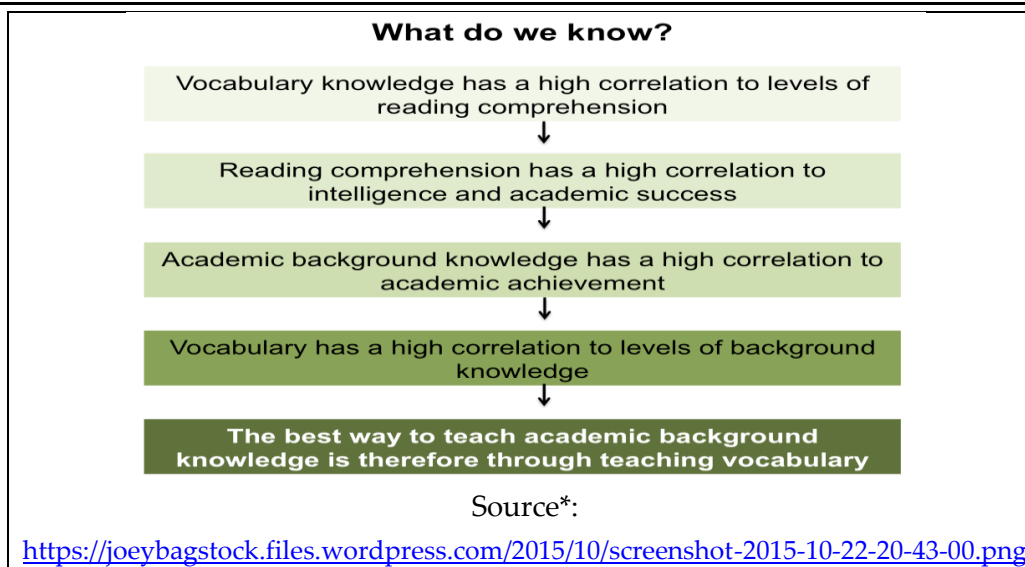 What do we know?
Vocabulary knowledge has a high correlation to levels of
reading comprehension
Reading comprehension has a high correlation to
intelligence and academic success
Academic background knowledge has a high correlation to
academic achievement
Vocabulary has a high correlation to levels of background
knowledge
The best way to teach academic background
knowledge is therefore through teaching vocabulary
Source*:
https://joeybagstock.files.wordpress.com/2015/10/screenshot-2015-10-22-20-43-00.png